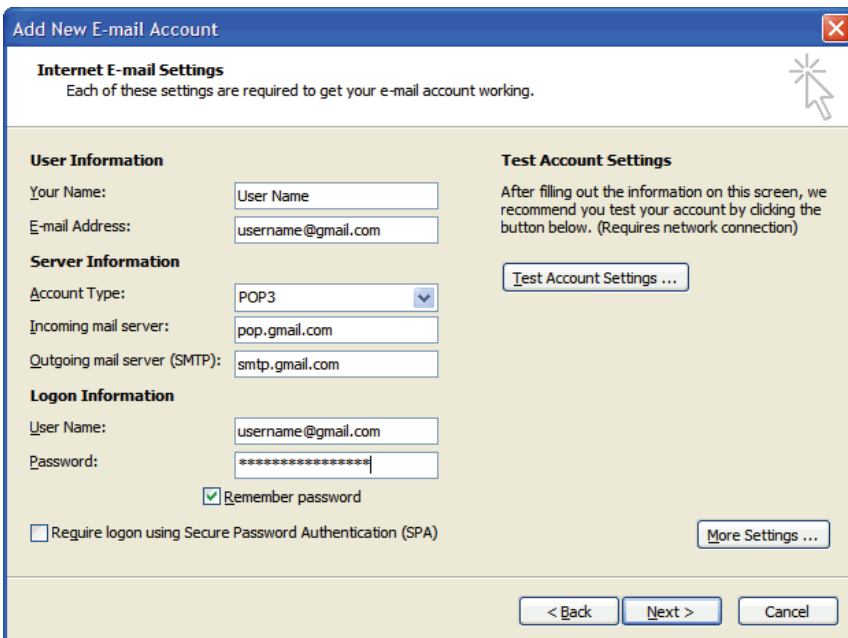 Add New E-mail Account
Internet E-mail Settings
Each of these settings are required to get your e-mail account working.
User Information
Your Name:
User Name
E-mail Address:
username@gmail.com
Server Information
Account Type:
POP3
Incoming mail server:
pop.gmail.com
Outgoing mail server (SMTP):
smtp.gmail.com
Logon Information
User Name:
username@gmail.com
Password:
****************
Remember password
Require logon using Secure Password Authentication (SPA)
Test Account Settings
After filling out the information on this screen, we
recommend you test your account by clicking the
button below. (Requires network connection)
Test Account Settings ...
More Settings ...
< Back
Next >
Cancel